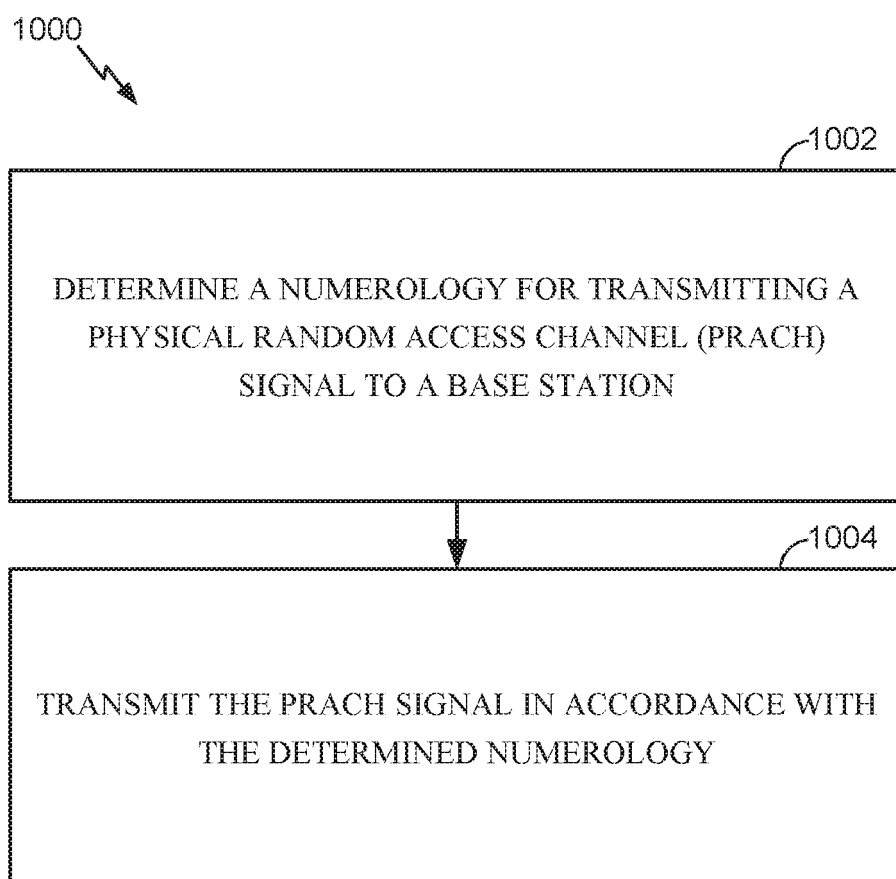 1000
1002
DETERMINE A NUMEROLOGY FOR TRANSMITTING A
PHYSICAL RANDOM ACCESS CHANNEL (PRACH)
SIGNAL TO A BASE STATION
1004
TRANSMIT THE PRACH SIGNAL IN ACCORDANCE WITH
THE DETERMINED NUMEROLOGY